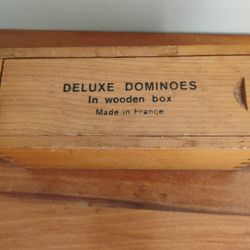 DELUXE DOMINOES
In wooden box
Made in France